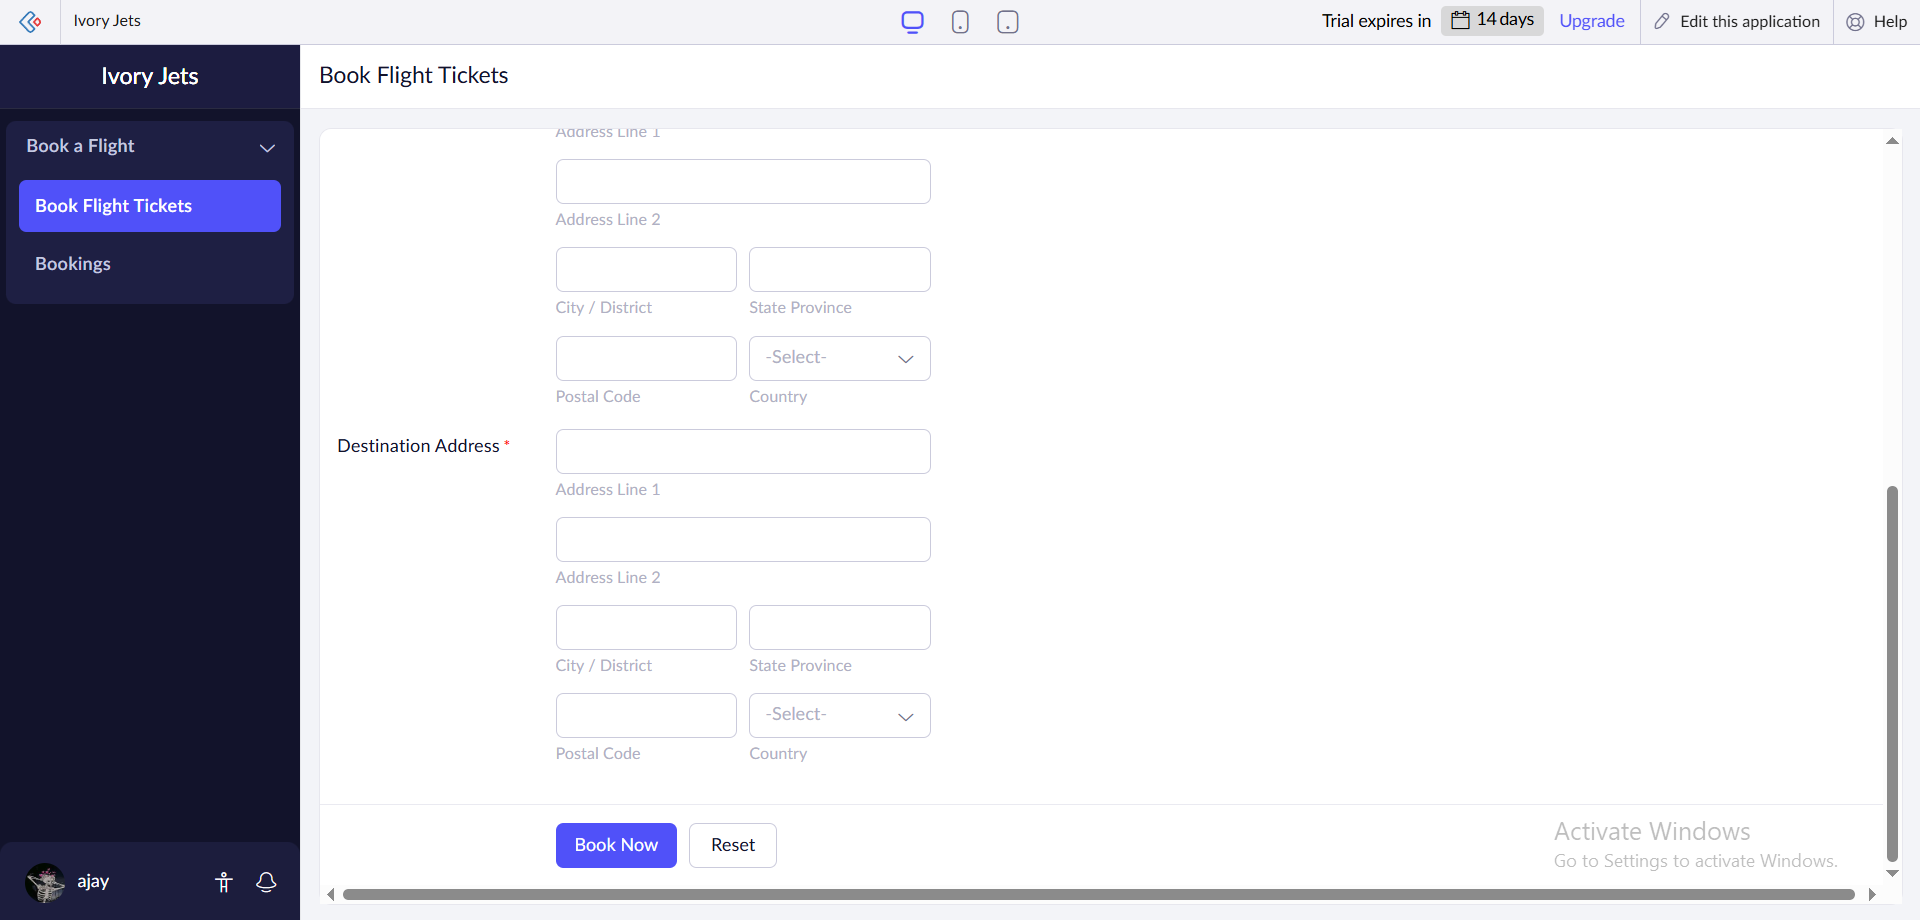 Ivory Jets
Trial expires in 14 days Upgrade Edit this application Help
Ivory Jets
Book a Flight
Book Flight Tickets
Bookings
ajay
Book Flight Tickets
Address Line 1
Address Line 2
City / District State Province
-Select-
Postal Code Country
Destination Address *
Address Line 1
Address Line 2
City / District State Province
-Select-
Postal Code Country
Book Now Reset
Activate Windows
Go to Settings to activate Windows.